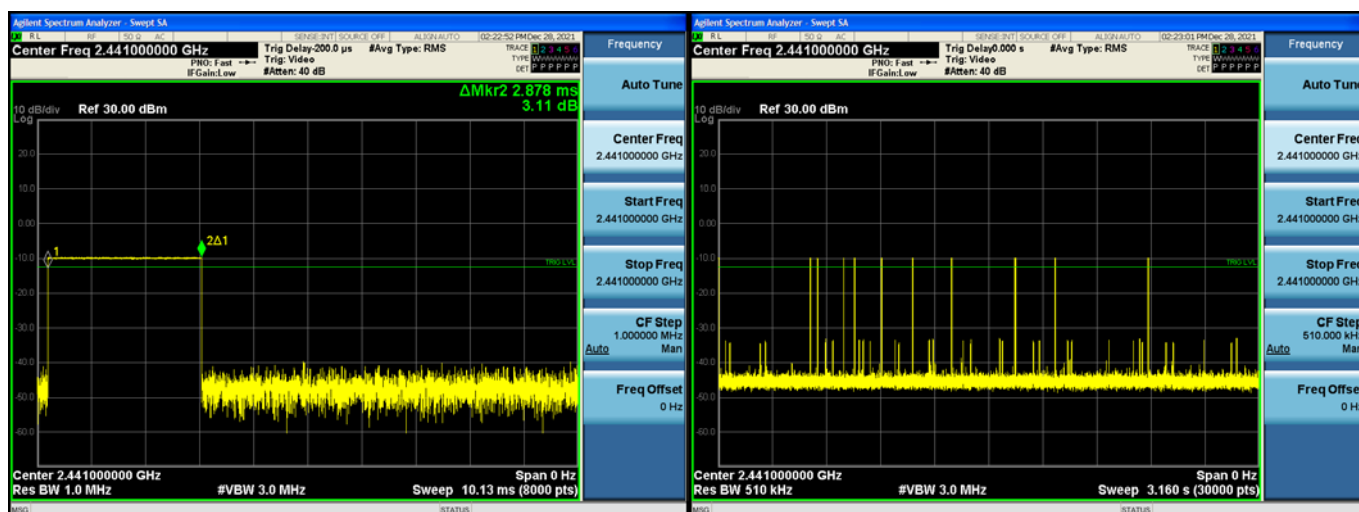 Agilent Spectrum Analyzer - Swept SA
RL RF 50 Ω AC SENSE:INT SOURCE OFF ALIGNAUTO 02:22:52 PM Dec 28, 2021
Center Freq 2.441000000 GHz
Trig Delay-200.0 µs #Avg Type: RMS
TRACE 1 2 3 4 5 6
PNO: Fast
Trig: Video
TYPE WWWWWW
IFGain:Low
#Atten: 40 dB
DET P P P P P P
ΔMkr2 2.878 ms
3.11 dB
10 dB/div Ref 30.00 dBm
Log
20.0
10.0
0.00
-10.0
-20.0
-30.0
-40.0
-50.0
-60.0
1
2Δ1
TRIG LVL
Center 2.441000000 GHz Span 0 Hz
Res BW 1.0 MHz #VBW 3.0 MHz Sweep 10.13 ms (8000 pts)
MSG STATUS
Frequency
Auto Tune
Center Freq
2.441000000 GHz
Start Freq
2.441000000 GHz
Stop Freq
2.441000000 GHz
CF Step
1.000000 MHz
Auto Man
Freq Offset
0 Hz
Agilent Spectrum Analyzer - Swept SA
RL RF 50 Ω AC SENSE:INT SOURCE OFF ALIGNAUTO 02:23:01 PM Dec 28, 2021
Center Freq 2.441000000 GHz
Trig Delay0.000 s #Avg Type: RMS
TRACE 1 2 3 4 5 6
PNO: Fast
Trig: Video
TYPE WWWWWW
IFGain:Low
#Atten: 40 dB
DET P P P P P P
10 dB/div Ref 30.00 dBm
Log
20.0
10.0
0.00
-10.0
-20.0
-30.0
-40.0
-50.0
-60.0
TRIG LVL
Center 2.441000000 GHz Span 0 Hz
Res BW 510 kHz #VBW 3.0 MHz Sweep 3.160 s (30000 pts)
MSG STATUS
Frequency
Auto Tune
Center Freq
2.441000000 GHz
Start Freq
2.441000000 GHz
Stop Freq
2.441000000 GHz
CF Step
510.000 kHz
Auto Man
Freq Offset
0 Hz